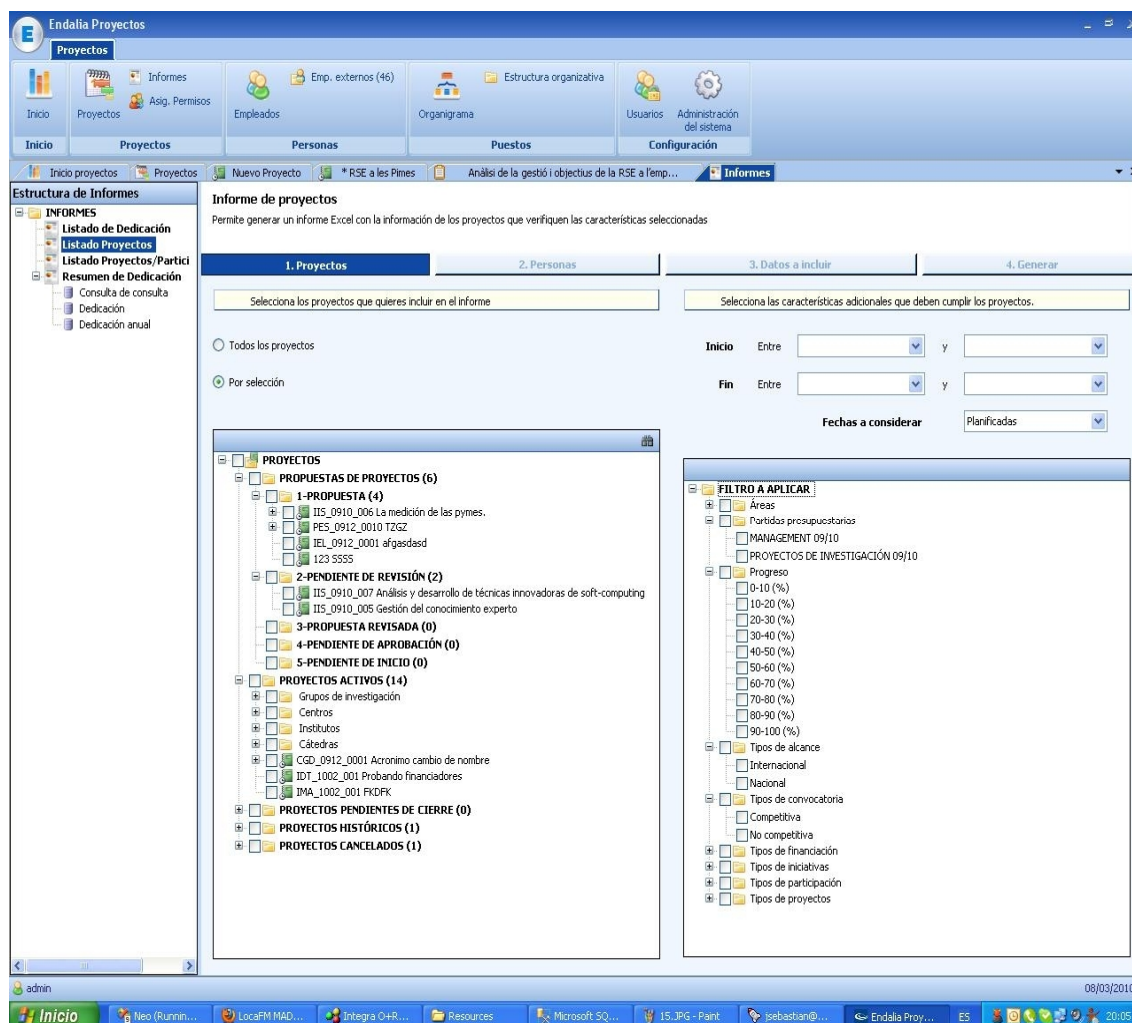 Endalia Proyectos
Proyectos
Inicio
Proyectos
Informes
Asig. Permisos
Empleados
Emp. externos (46)
Organigrama
Estructura organizativa
Usuarios
Administración
del sistema
Inicio
Proyectos
Personas
Puestos
Configuración
Inicio proyectos
Proyectos
Nuevo Proyecto
* RSE a les Pimes
Anàlisi de la gestió i objectius de la RSE a l'emp...
Informes
Estructura de Informes
INFORMES
Listado de Dedicación
Listado Proyectos
Listado Proyectos/Partici
Resumen de Dedicación
Consulta de consulta
Dedicación
Dedicación anual
Informe de proyectos
Permite generar un informe Excel con la información de los proyectos que verifiquen las características seleccionadas
1. Proyectos
2. Personas
3. Datos a incluir
4. Generar
Selecciona los proyectos que quieres incluir en el informe
Selecciona las características adicionales que deben cumplir los proyectos.
Todos los proyectos
Por selección
Inicio Entre y
Fin Entre y
Fechas a considerar Planificadas
PROYECTOS
PROPUESTAS DE PROYECTOS (6)
1-PROPUESTA (4)
IIS_0910_006 La medición de las pymes.
PES_0912_0010 TZGZ
IEL_0912_0001 afgasdasd
123 SSSS
2-PENDIENTE DE REVISIÓN (2)
IIS_0910_007 Análisis y desarrollo de técnicas innovadoras de soft-computing
IIS_0910_005 Gestión del conocimiento experto
3-PROPUESTA REVISADA (0)
4-PENDIENTE DE APROBACIÓN (0)
5-PENDIENTE DE INICIO (0)
PROYECTOS ACTIVOS (14)
Grupos de investigación
Centros
Institutos
Cátedras
CGD_0912_0001 Acronimo cambio de nombre
IDT_1002_001 Probando financiadores
IMA_1002_001 FKDFK
PROYECTOS PENDIENTES DE CIERRE (0)
PROYECTOS HISTÓRICOS (1)
PROYECTOS CANCELADOS (1)
FILTRO A APLICAR
Áreas
Partidas presupuestarias
MANAGEMENT 09/10
PROYECTOS DE INVESTIGACIÓN 09/10
Progreso
0-10 (%)
10-20 (%)
20-30 (%)
30-40 (%)
40-50 (%)
50-60 (%)
60-70 (%)
70-80 (%)
80-90 (%)
90-100 (%)
Tipos de alcance
Internacional
Nacional
Tipos de convocatoria
Competitiva
No competitiva
Tipos de financiación
Tipos de iniciativas
Tipos de participación
Tipos de proyectos
admin
08/03/2010
Inicio
Neo (Runnin...
LocaFM MAD...
Integra O+R...
Resources
Microsoft SQ...
15.JPG - Paint
jsebastian@...
Endalia Proy...
ES
20:05